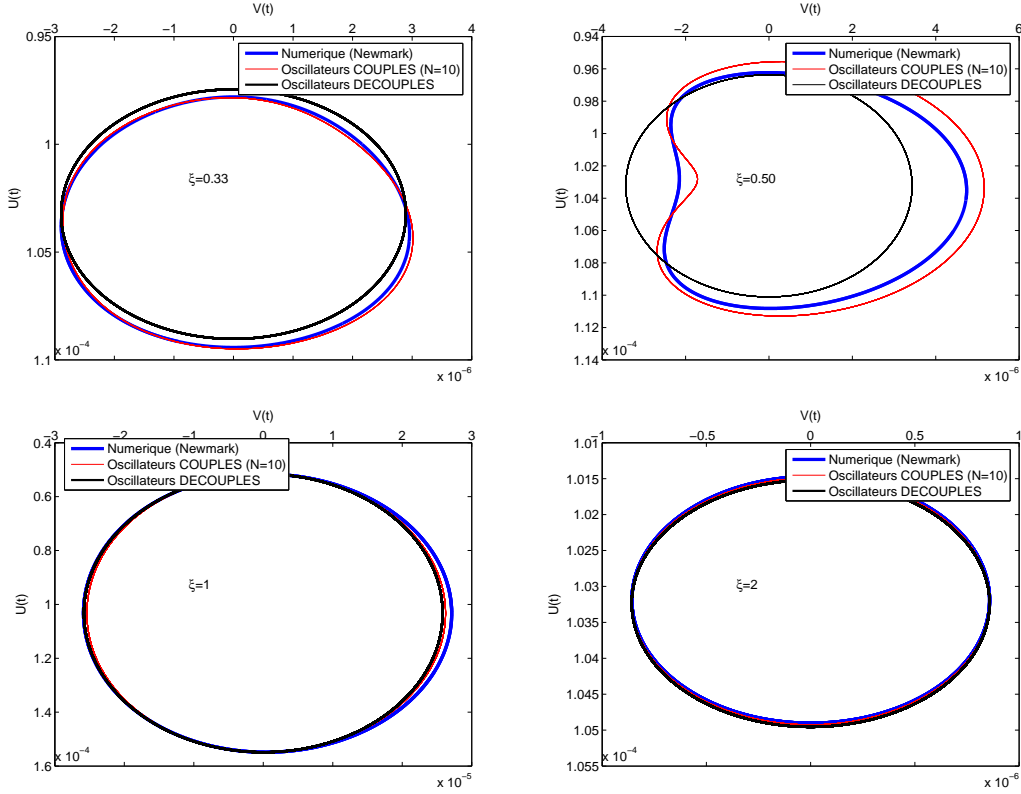 V(t)
−3 −2 −1 0 1 2 3 4
0.95
1
1.05
1.1
U(t)
Numerique (Newmark)
Oscillateurs COUPLES (N=10)
Oscillateurs DECOUPLES
ξ=0.33
x 10−4
x 10−6
V(t)
−4 −2 0 2 4 6
0.94
0.96
0.98
1
1.02
1.04
1.06
1.08
1.1
1.12
1.14
U(t)
Numerique (Newmark)
Oscillateurs COUPLES (N=10)
Oscillateurs DECOUPLES
ξ=0.50
x 10−4
x 10−6
V(t)
−3 −2 −1 0 1 2 3
0.4
0.6
0.8
1
1.2
1.4
1.6
U(t)
Numerique (Newmark)
Oscillateurs COUPLES (N=10)
Oscillateurs DECOUPLES
ξ=1
x 10−4
x 10−5
V(t)
−1 −0.5 0 0.5 1
1.01
1.015
1.02
1.025
1.03
1.035
1.04
1.045
1.05
1.055
U(t)
Numerique (Newmark)
Oscillateurs COUPLES (N=10)
Oscillateurs DECOUPLES
ξ=2
x 10−4
x 10−6